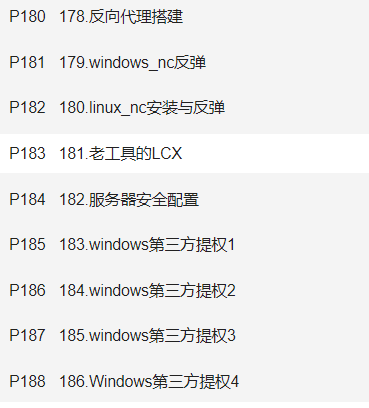 P180 178.反向代理搭建
P181 179.windows_nc反弹
P182 180.linux_nc安装与反弹
P183 181.老工具的LCX
P184 182.服务器安全配置
P185 183.windows第三方提权1
P186 184.windows第三方提权2
P187 185.windows第三方提权3
P188 186.Windows第三方提权4